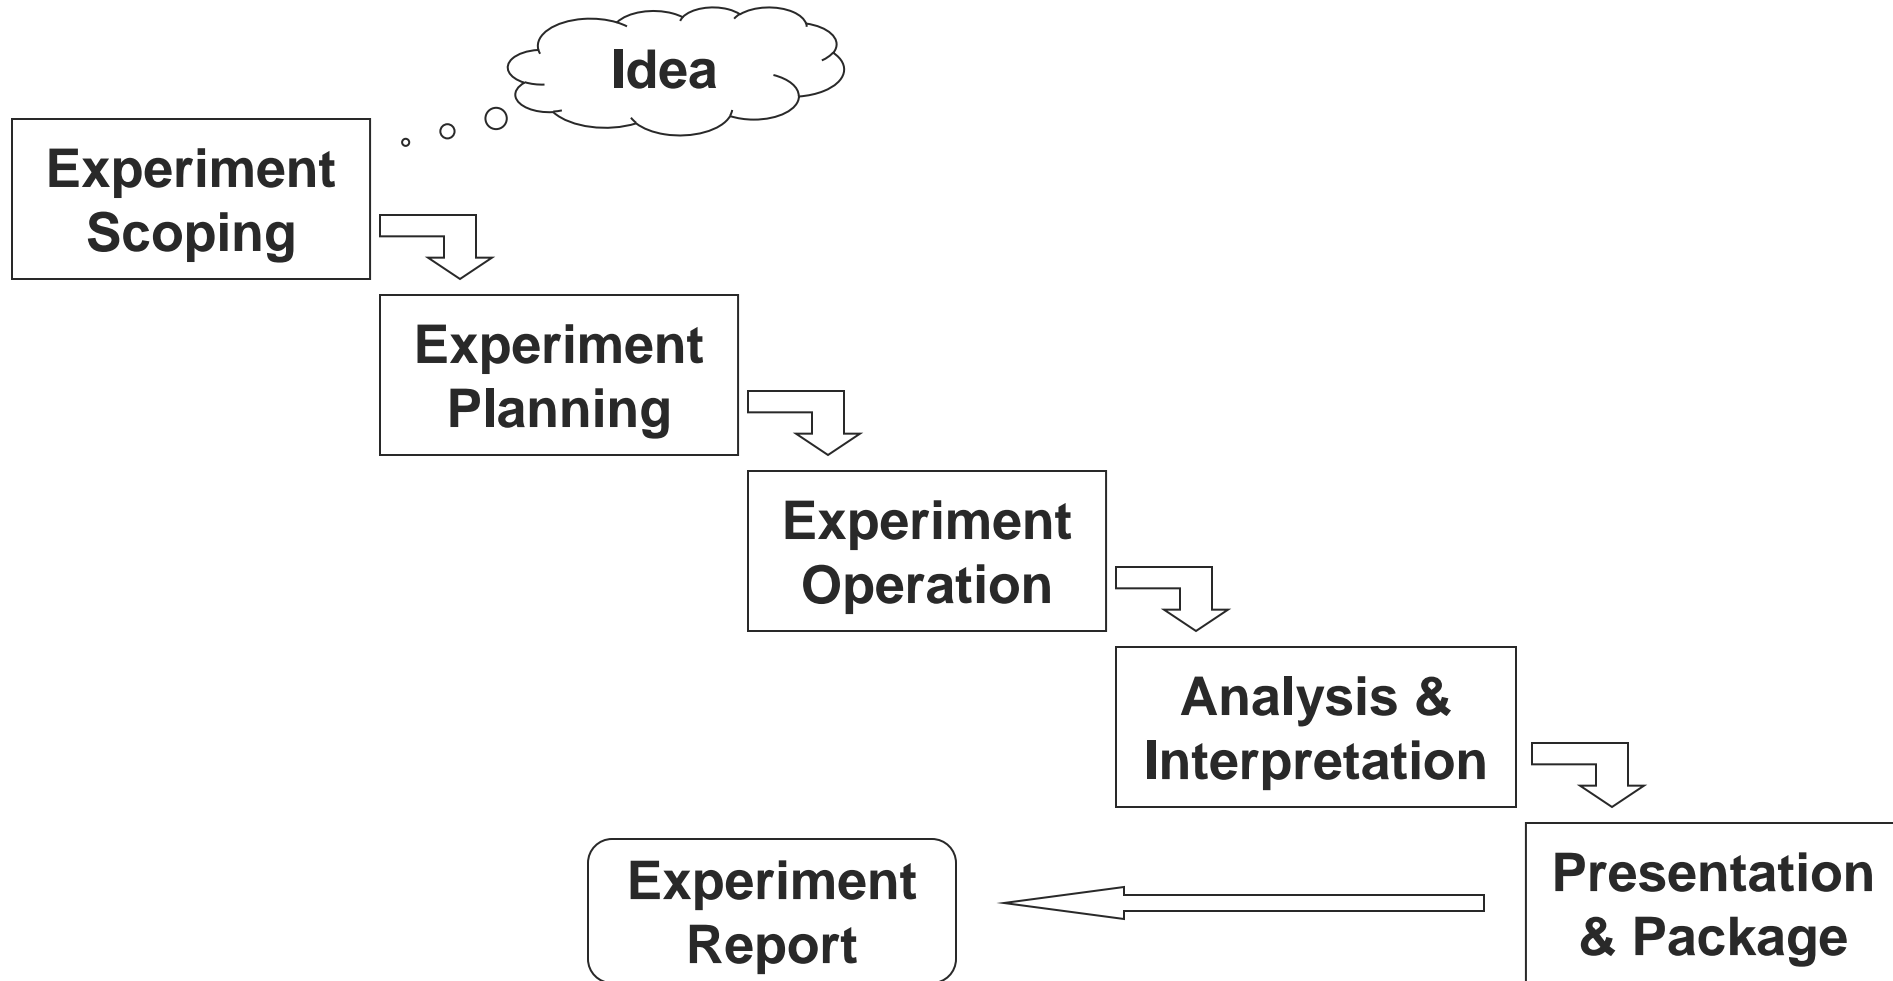 Idea
Experiment
Scoping
Experiment
Planning
Experiment
Operation
Analysis &
Interpretation
Presentation
& Package
Experiment
Report